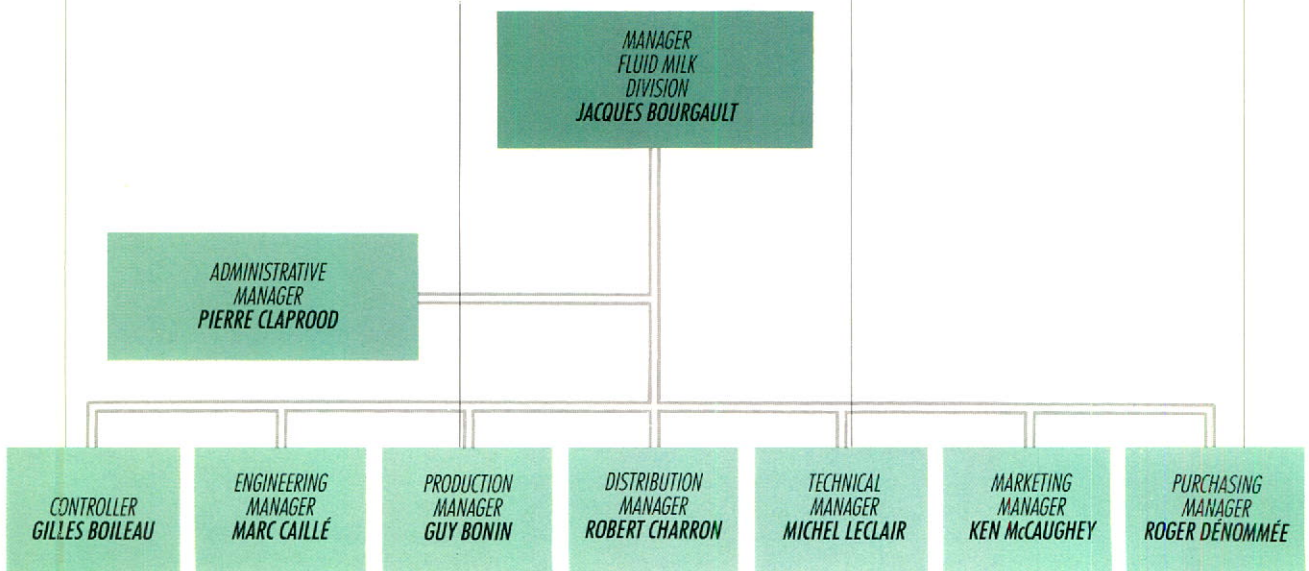 MANAGER
FLUID MILK
DIVISION
JACQUES BOURGAULT
ADMINISTRATIVE
MANAGER
PIERRE CLAPROOD
CONTROLLER
GILLES BOILEAU
ENGINEERING
MANAGER
MARC CAILLÉ
PRODUCTION
MANAGER
GUY BONIN
DISTRIBUTION
MANAGER
ROBERT CHARRON
TECHNICAL
MANAGER
MICHEL LECLAIR
MARKETING
MANAGER
KEN McCAUGHEY
PURCHASING
MANAGER
ROGER DÉNOMMÉE